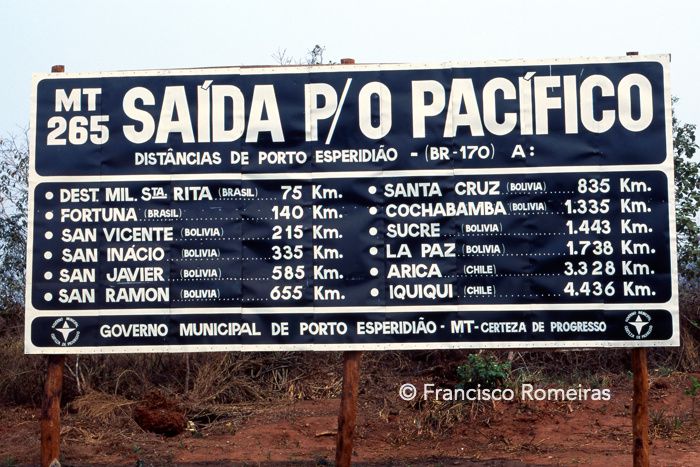 MT 265 SAÍDA P/O PACÍFICO
DISTÂNCIAS DE PORTO ESPERIDIÃO - (BR-170) A:
• DEST. MIL. STA. RITA (BRASIL) ... 75 Km.
• FORTUNA (BRASIL) ... 140 Km.
• SAN VICENTE (BOLIVIA) ... 215 Km.
• SAN INÁCIO (BOLIVIA) ... 335 Km.
• SAN JAVIER (BOLIVIA) ... 585 Km.
• SAN RAMON (BOLIVIA) ... 655 Km.
• SANTA CRUZ (BOLIVIA) ... 835 Km.
• COCHABAMBA (BOLIVIA) ... 1.335 Km.
• SUCRE (BOLIVIA) ... 1.443 Km.
• LA PAZ (BOLIVIA) ... 1.738 Km.
• ARICA (CHILE) ... 3.328 Km.
• IQUIQUI (CHILE) ... 4.436 Km.
GOVERNO MUNICIPAL DE PORTO ESPERIDIÃO - MT - CERTEZA DE PROGRESSO
© Francisco Romeiras